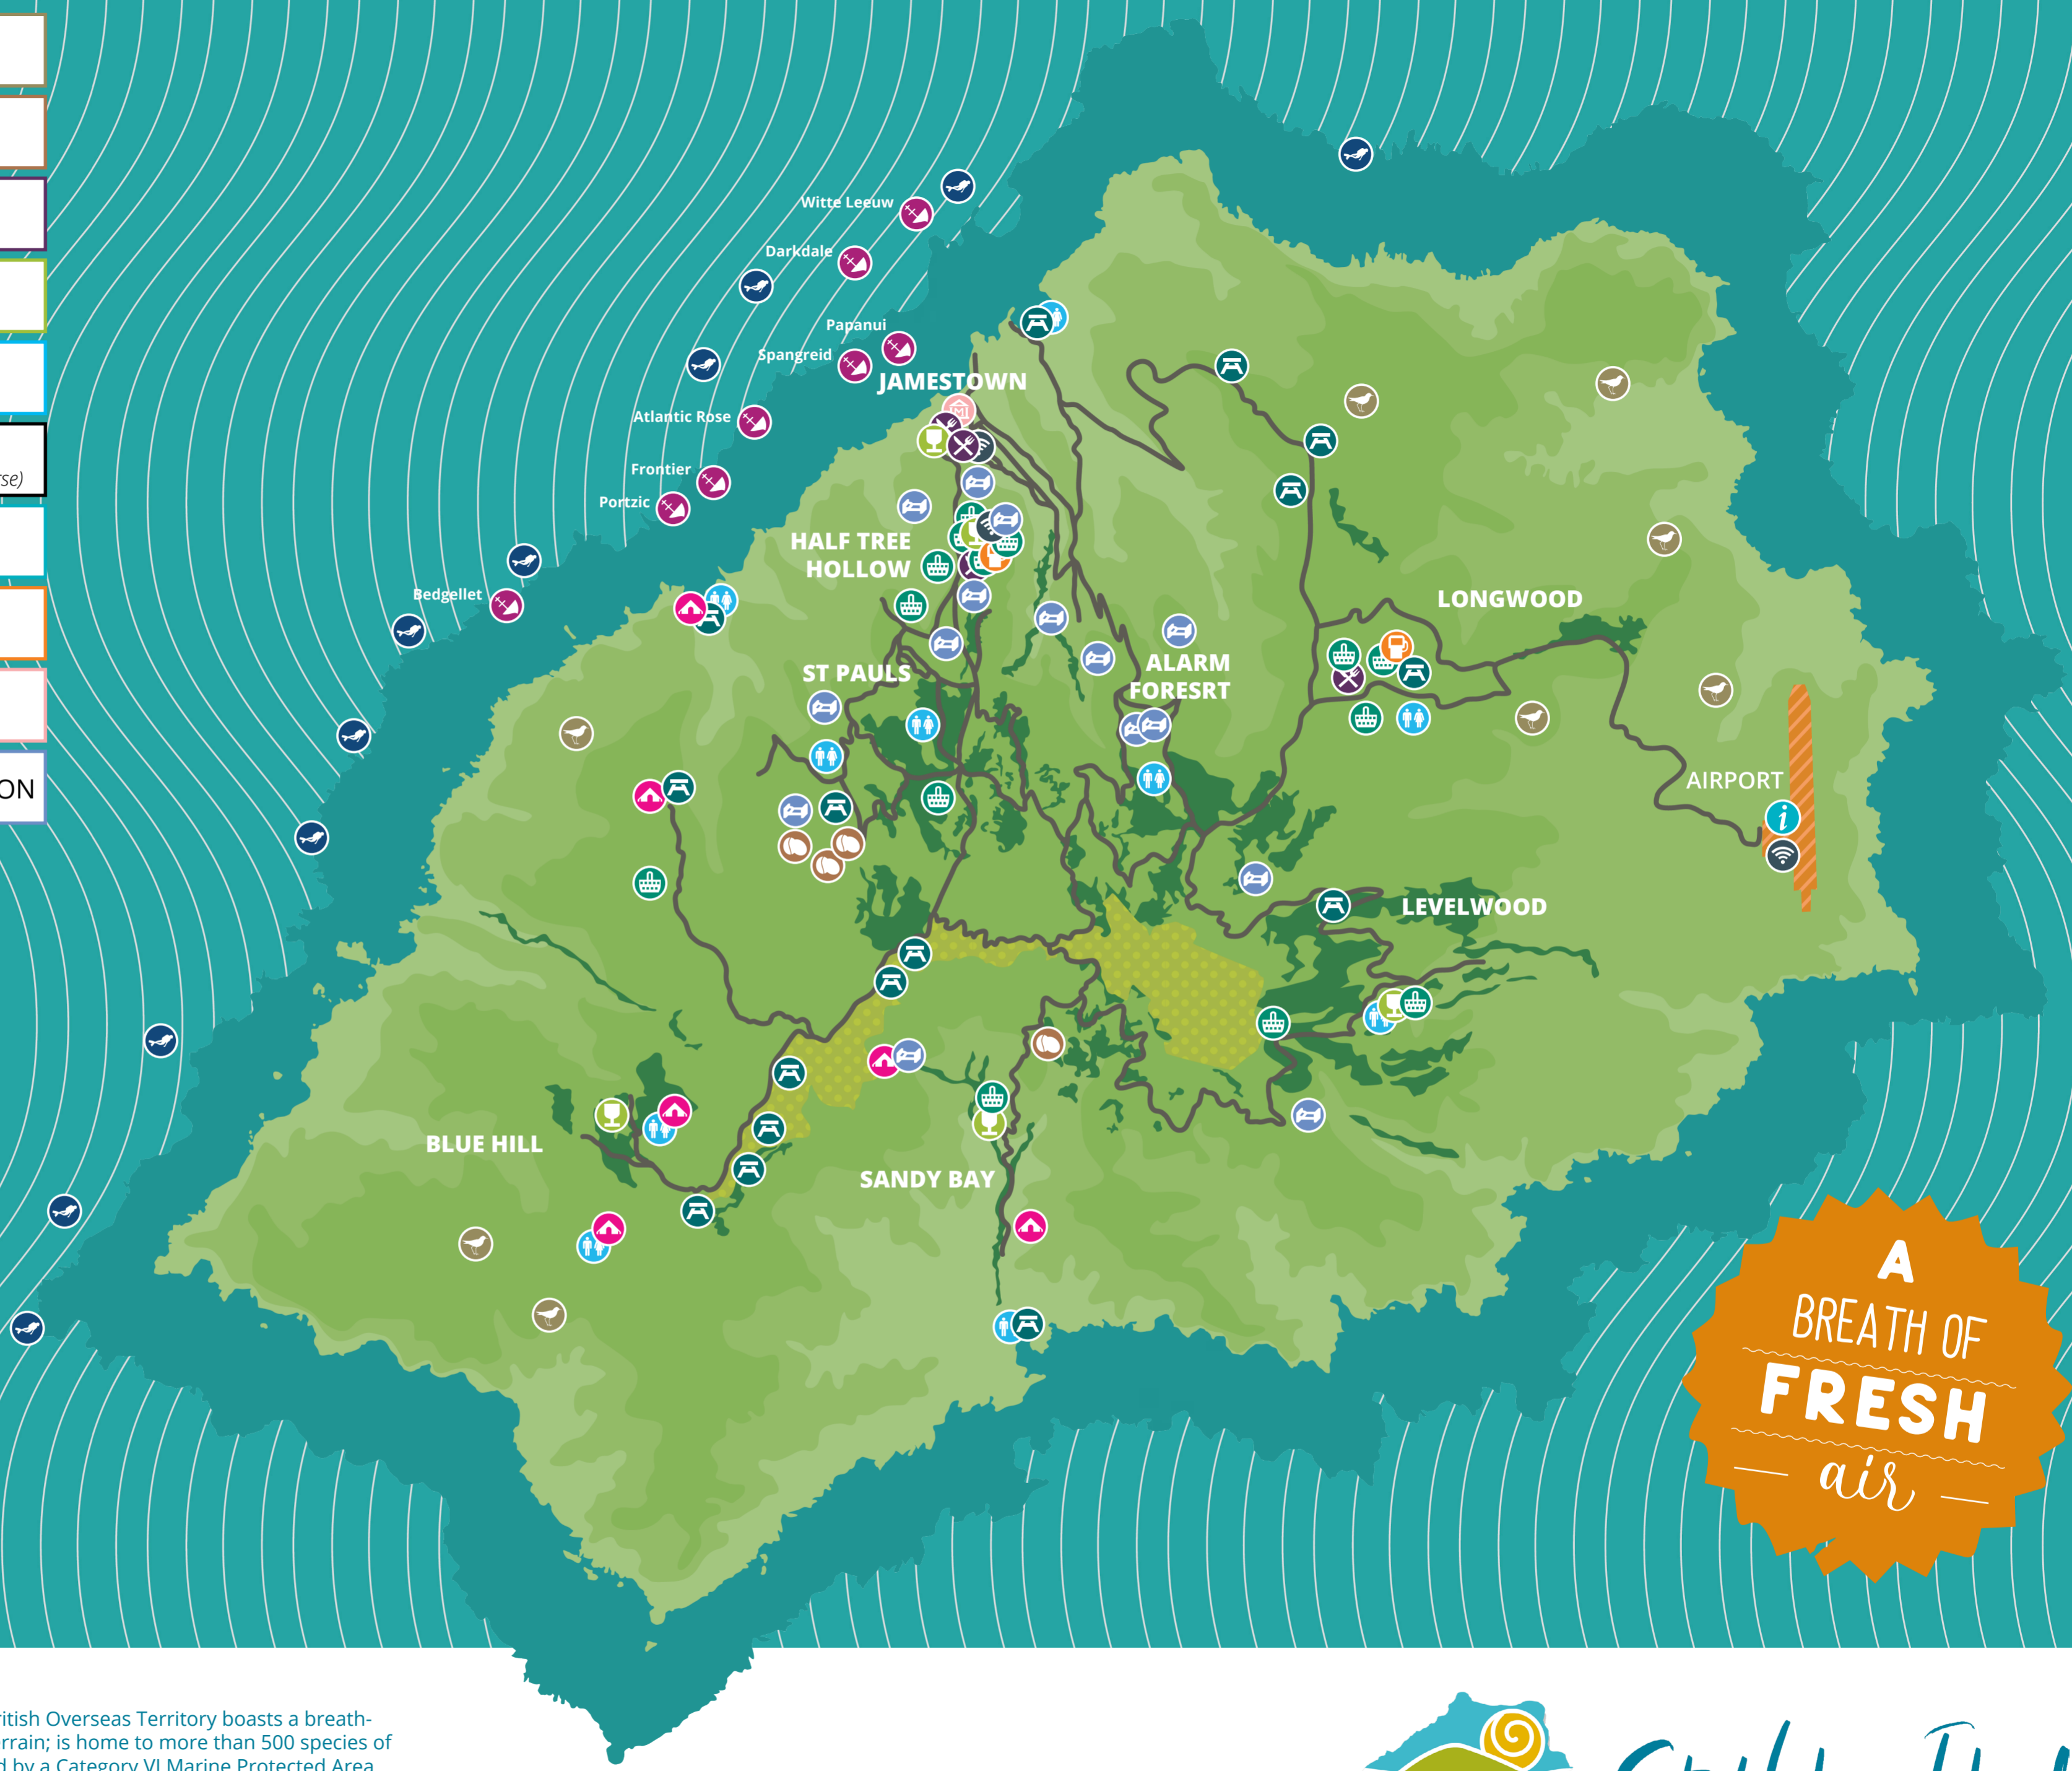 Witte Leeuw
Darkdale
Papanui
Spangreid
JAMESTOWN
Atlantic Rose
Frontier
Portzic
se)
HALF TREE
HOLLOW
Bedgellet
LONGWOOD
ST PAULS
ALARM
FORESRT
ON
AIRPORT
i
LEVELWOOD
BLUE HILL
SANDY BAY
A
BREATH OF
FRESH
air
ritish Overseas Territory boasts a breath-
rrain; is home to more than 500 species of
d by a Category VI Marine Protected Area